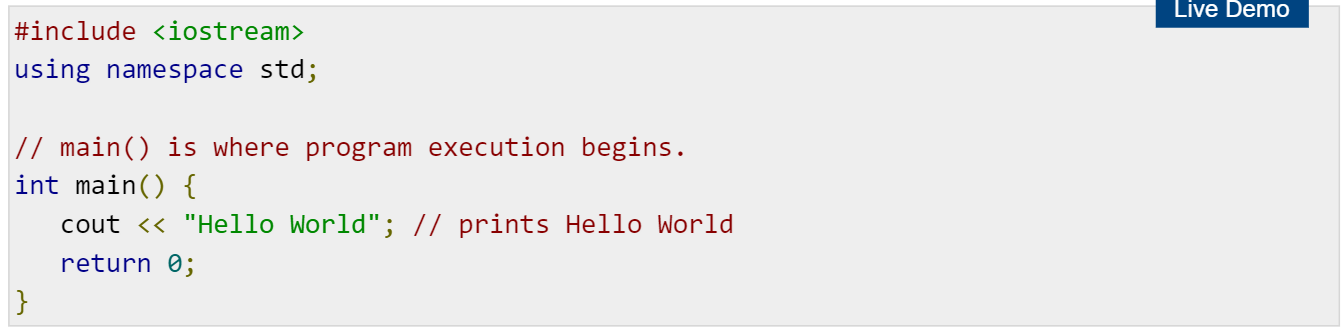 Live Demo
#include <iostream>
using namespace std;
// main() is where program execution begins.
int main() {
cout << "Hello World"; // prints Hello World
return 0;
}